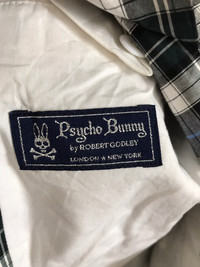 Psycho Bunny
by ROBERT GODLEY
LONDON & NEW YORK